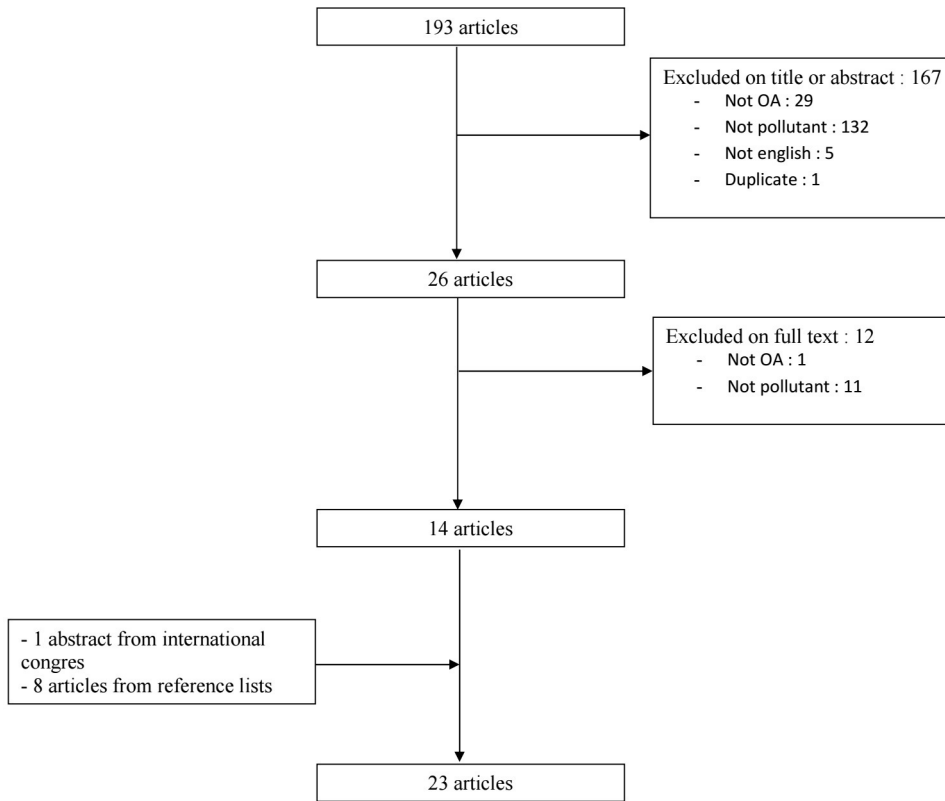 193 articles
Excluded on title or abstract : 167
- Not OA : 29
- Not pollutant : 132
- Not english : 5
- Duplicate : 1
26 articles
Excluded on full text : 12
- Not OA : 1
- Not pollutant : 11
14 articles
- 1 abstract from international
congres
- 8 articles from reference lists
23 articles